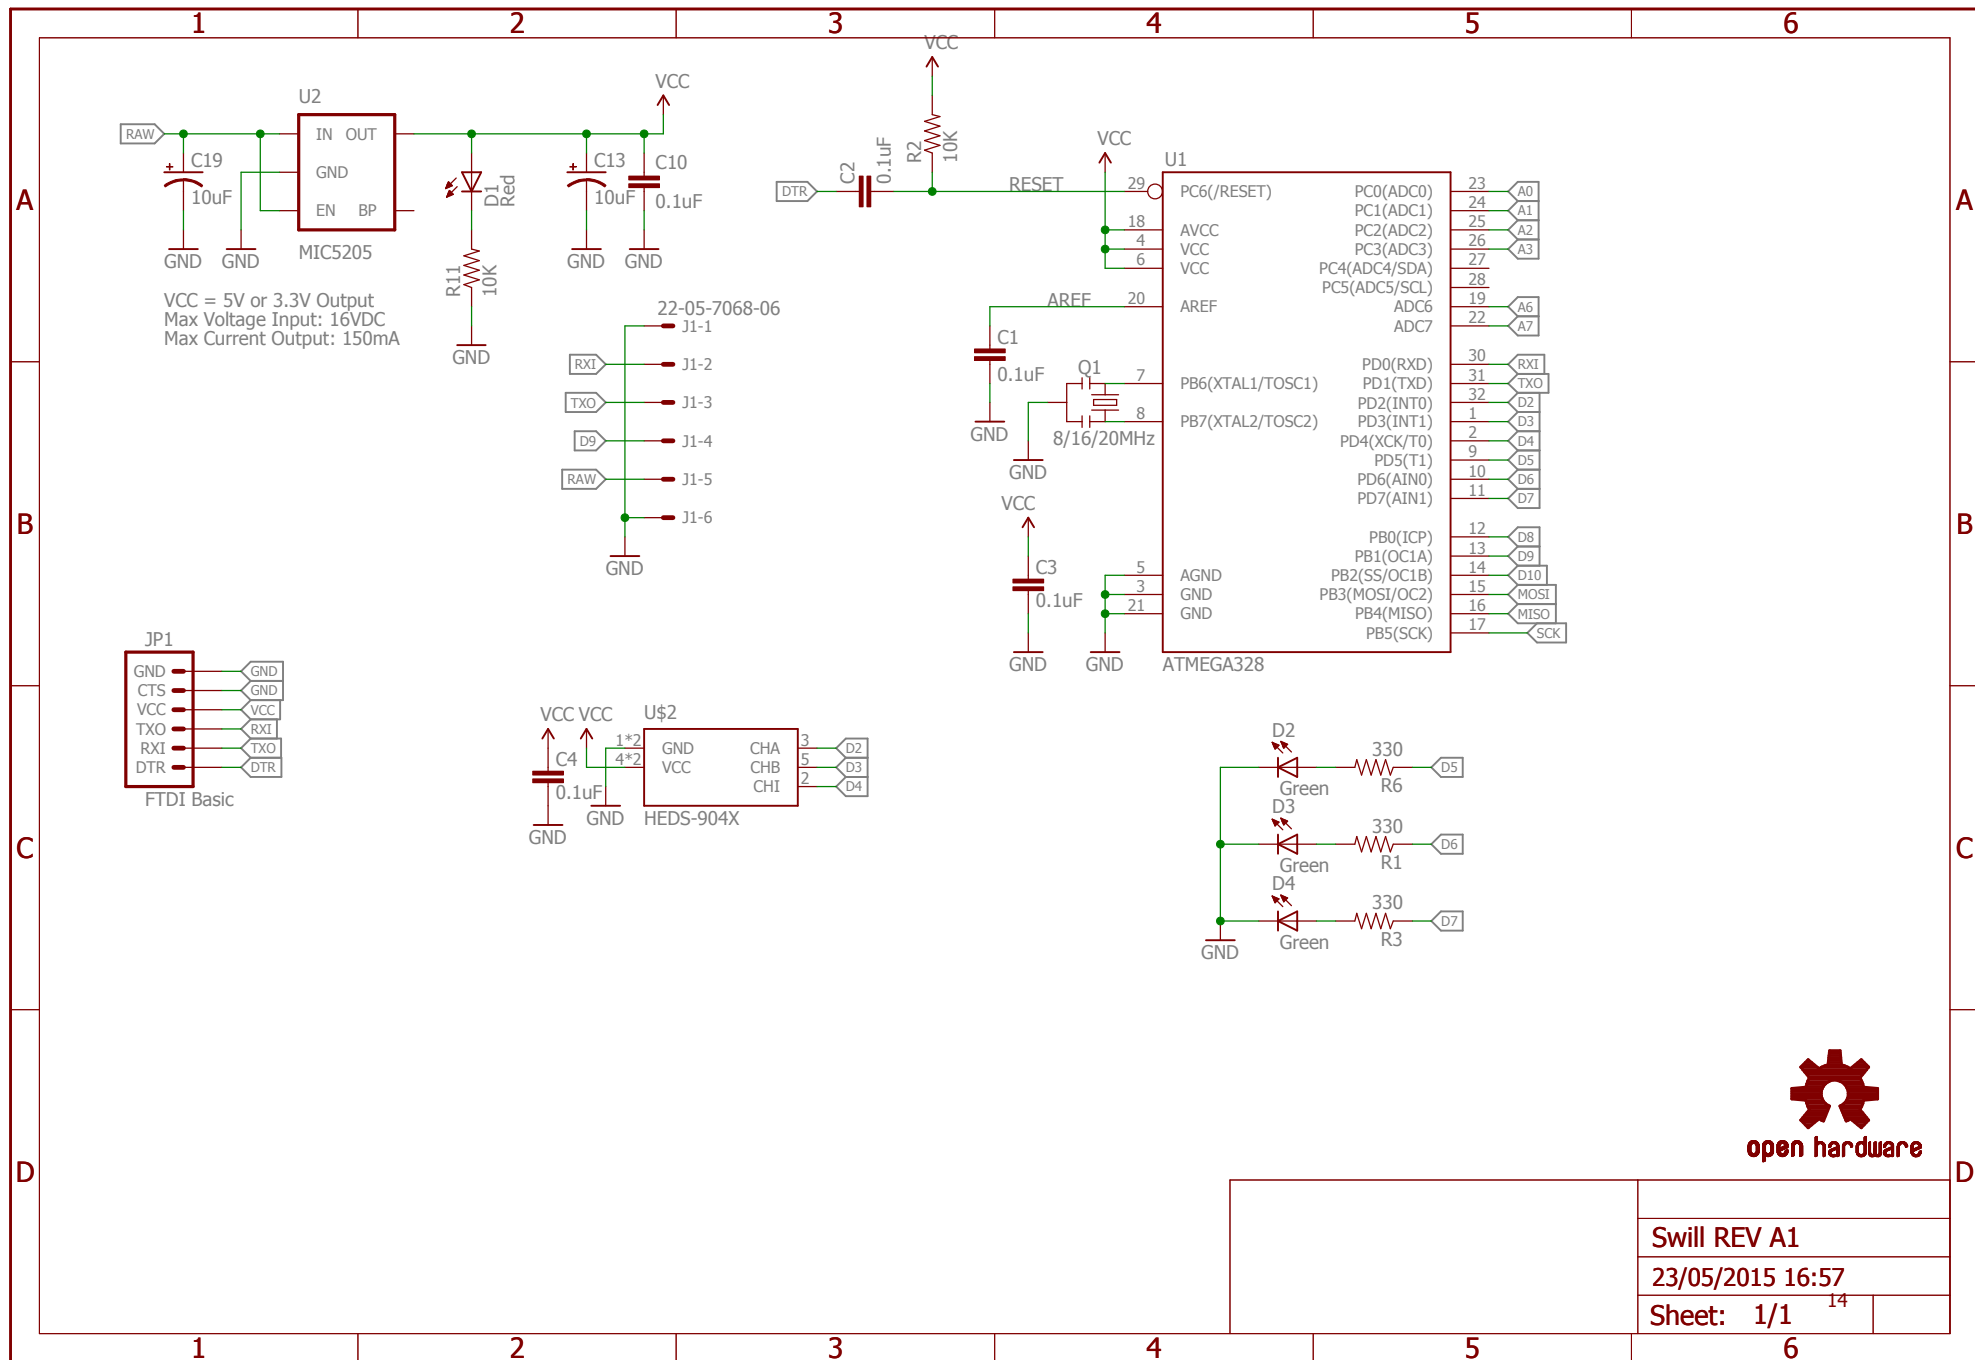 1 2 3 4 5 6
A A
B B
C C
D D
1 2 3 4 5 6
U2
RAW
IN OUT
GND
EN BP
MIC5205
C19
10uF
GND GND
VCC = 5V or 3.3V Output
Max Voltage Input: 16VDC
Max Current Output: 150mA
VCC
D1
Red
R11
10K
GND
C13
10uF
GND
C10
0.1uF
GND
22-05-7068-06
J1-1
RXI J1-2
TXO J1-3
D9 J1-4
RAW J1-5
J1-6
GND
DTR
C2
0.1uF
VCC
R2
10K
RESET
VCC
AREF
C1
0.1uF
GND
Q1
8/16/20MHz
GND
VCC
C3
0.1uF
GND
GND
U1
29 PC6(/RESET)
18 AVCC
4 VCC
6 VCC
20 AREF
7 PB6(XTAL1/TOSC1)
8 PB7(XTAL2/TOSC2)
5 AGND
3 GND
21 GND
PC0(ADC0) 23 A0
PC1(ADC1) 24 A1
PC2(ADC2) 25 A2
PC3(ADC3) 26 A3
PC4(ADC4/SDA) 27
PC5(ADC5/SCL) 28
ADC6 19 A6
ADC7 22 A7
PD0(RXD) 30 RXI
PD1(TXD) 31 TXO
PD2(INT0) 32 D2
PD3(INT1) 1 D3
PD4(XCK/T0) 2 D4
PD5(T1) 9 D5
PD6(AIN0) 10 D6
PD7(AIN1) 11 D7
PB0(ICP) 12 D8
PB1(OC1A) 13 D9
PB2(SS/OC1B) 14 D10
PB3(MOSI/OC2) 15 MOSI
PB4(MISO) 16 MISO
PB5(SCK) 17 SCK
ATMEGA328
JP1
GND GND
CTS GND
VCC VCC
TXO RXI
RXI TXO
DTR DTR
FTDI Basic
VCC VCC
C4
0.1uF
GND
GND
U$2
1*2 GND CHA 3 D2
4*2 VCC CHB 5 D3
CHI 2 D4
HEDS-904X
D2
Green
330
R6
D5
D3
Green
330
R1
D6
D4
Green
330
R3
D7
GND
open hardware
Swill REV A1
23/05/2015 16:57
Sheet: 1/1
14